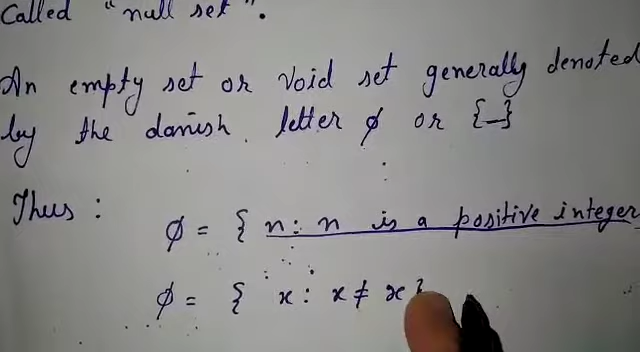 Called "null set".
An empty set or void set generally denoted
by the danish letter ϕ or {_}
Thus :
ϕ = { n : n is a positive integer
ϕ = { x : x ≠ x}